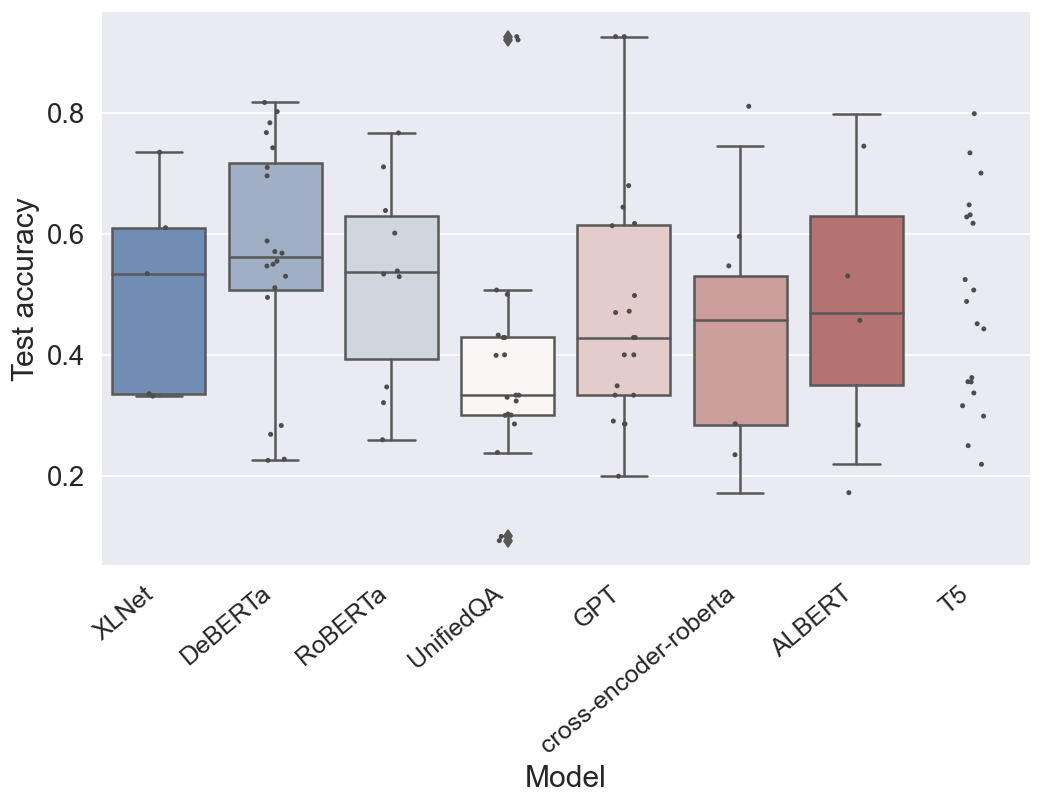 0.8
0.6
0.4
0.2
Test accuracy
XLNet
DeBERTa
RoBERTa
UnifiedQA
GPT
cross-encoder-roberta
ALBERT
T5
Model